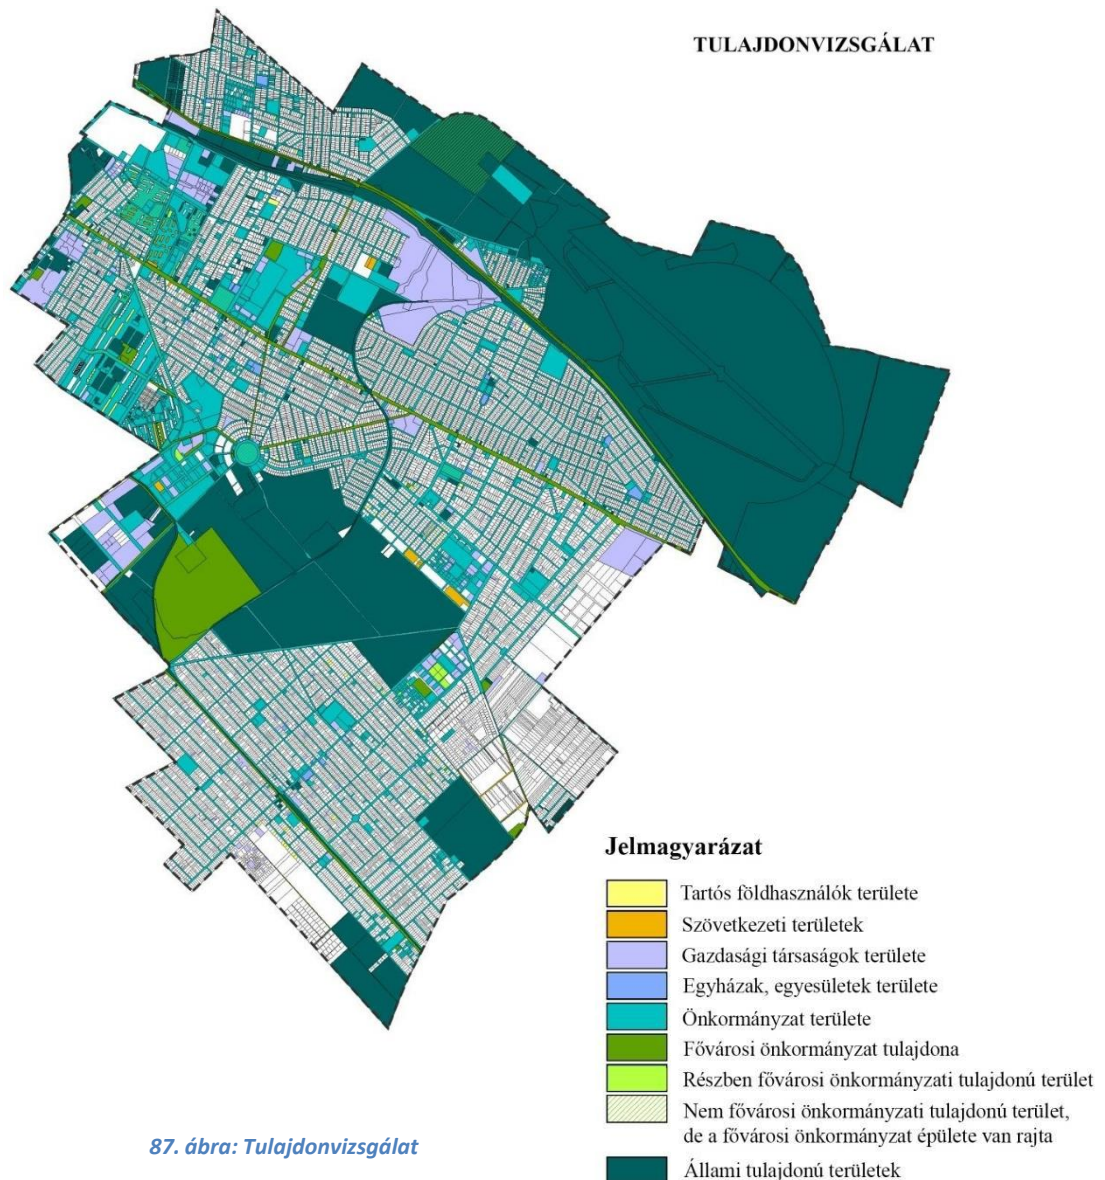 TULAJDONVIZSGÁLAT
Jelmagyarázat
Tartós földhasználók területe
Szövetkezeti területek
Gazdasági társaságok területe
Egyházak, egyesületek területe
Önkormányzat területe
Fővárosi önkormányzat tulajdona
Részben fővárosi önkormányzati tulajdonú terület
Nem fővárosi önkormányzati tulajdonú terület,
de a fővárosi önkormányzat épülete van rajta
Állami tulajdonú területek
87. ábra: Tulajdonvizsgálat